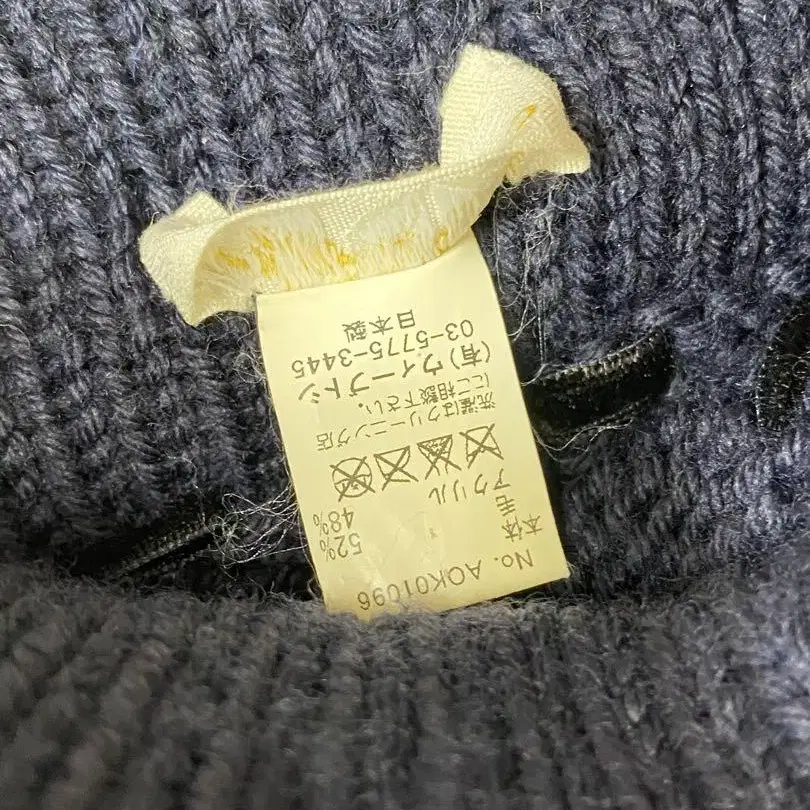 No. AOK01096
本体 毛 52%
アクリル 48%
洗濯はクリーニング店
にご相談下さい。
(有)ウィーブトシ
03-5775-3445
日本製